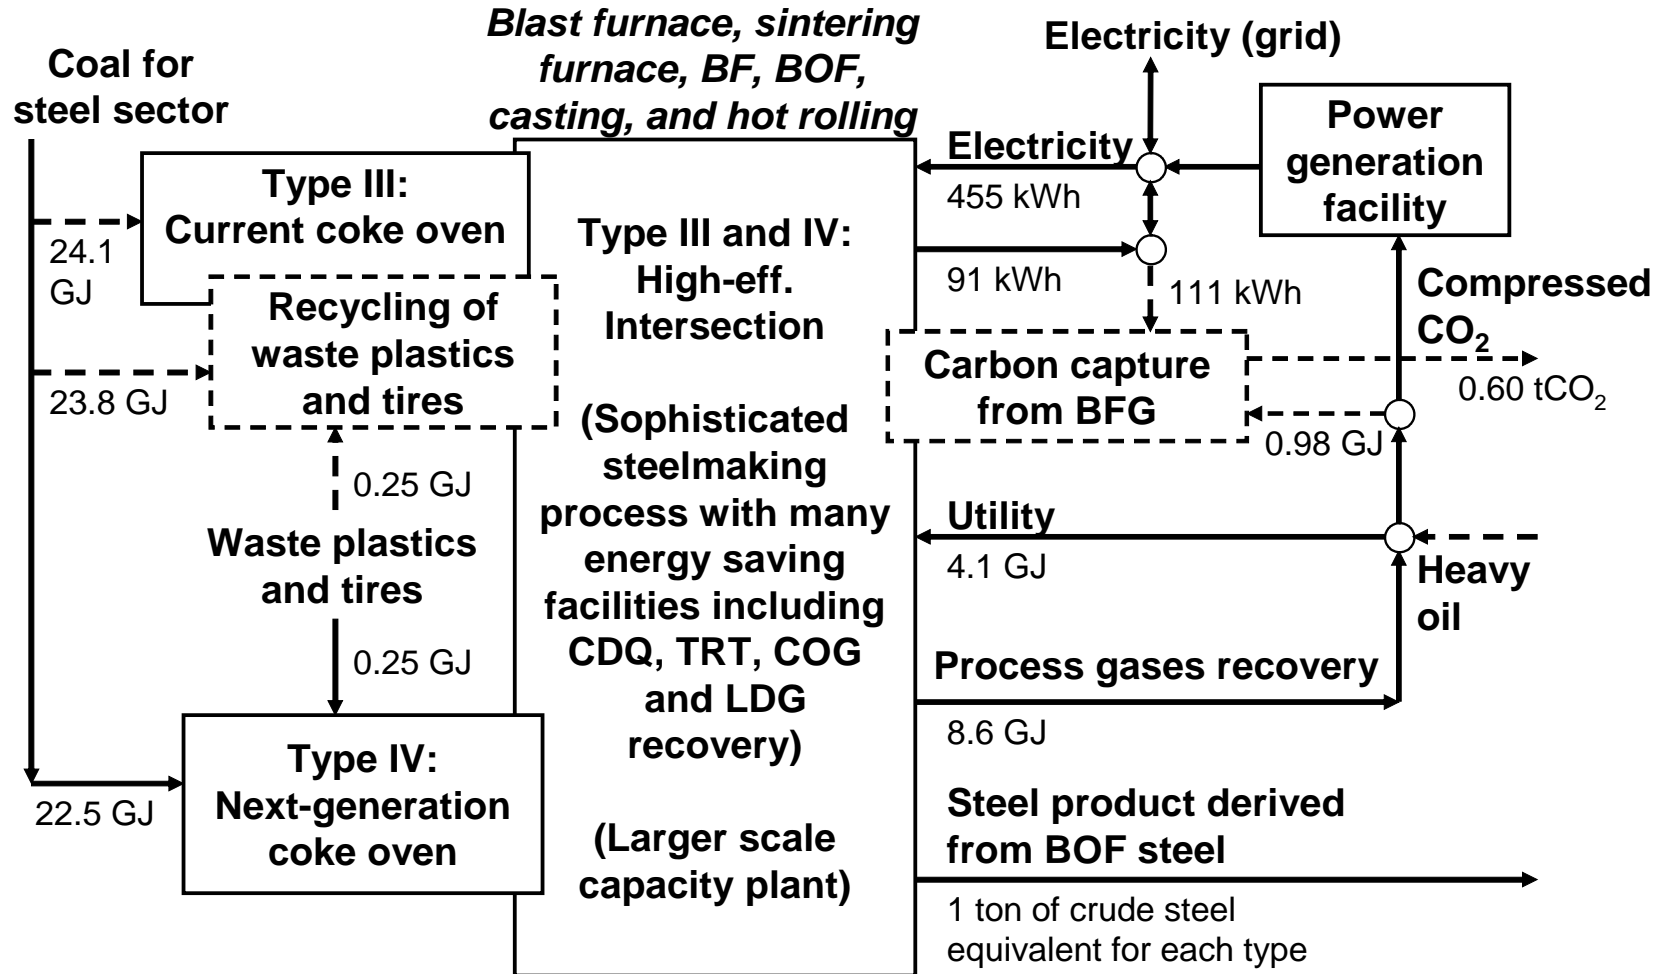 Blast furnace, sintering
furnace, BF, BOF,
casting, and hot rolling
Coal for
steel sector
Electricity (grid)
Type III:
Current coke oven
24.1
GJ
Recycling of
waste plastics
and tires
23.8 GJ
0.25 GJ
Waste plastics
and tires
0.25 GJ
Type IV:
Next-generation
coke oven
22.5 GJ
Type III and IV:
High-eff.
Intersection
(Sophisticated
steelmaking
process with many
energy saving
facilities including
CDQ, TRT, COG
and LDG
recovery)
(Larger scale
capacity plant)
Electricity
455 kWh
91 kWh
111 kWh
Power
generation
facility
Compressed
CO₂
0.60 tCO₂
Carbon capture
from BFG
0.98 GJ
Utility
4.1 GJ
Heavy
oil
Process gases recovery
8.6 GJ
Steel product derived
from BOF steel
1 ton of crude steel
equivalent for each type